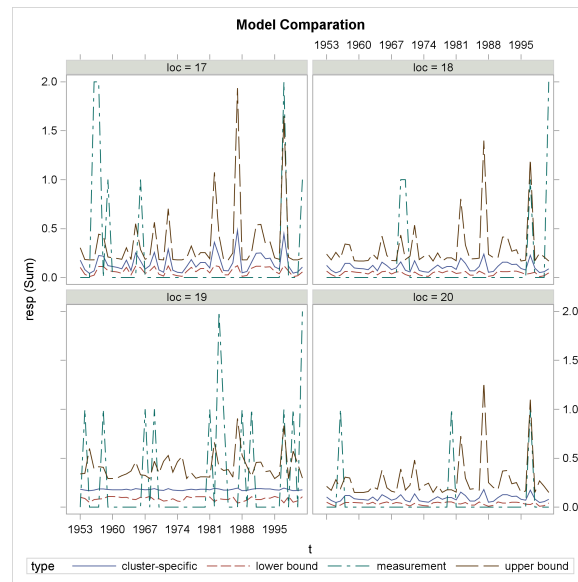 Model Comparation
1953 1960 1967 1974 1981 1988 1995
loc = 17 loc = 18
2.0
1.5
1.0
0.5
0.0
resp (Sum)
loc = 19 loc = 20
2.0
1.5
1.0
0.5
0.0
1953 1960 1967 1974 1981 1988 1995
t
type cluster-specific lower bound measurement upper bound